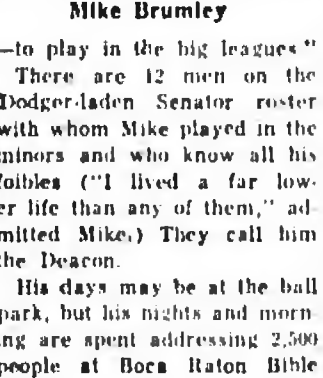 Mike Brumley
—to play in the big leagues"
There are 12 men on the
Dodger-laden Senator roster
with whom Mike played in the
minors and who know all his
foibles ("I lived a far low-
er life than any of them," ad-
mitted Mike.) They call him
the Deacon.
His days may be at the ball
park, but his nights and morn-
ing are spent addressing 2,500
people at Boca Raton Bible